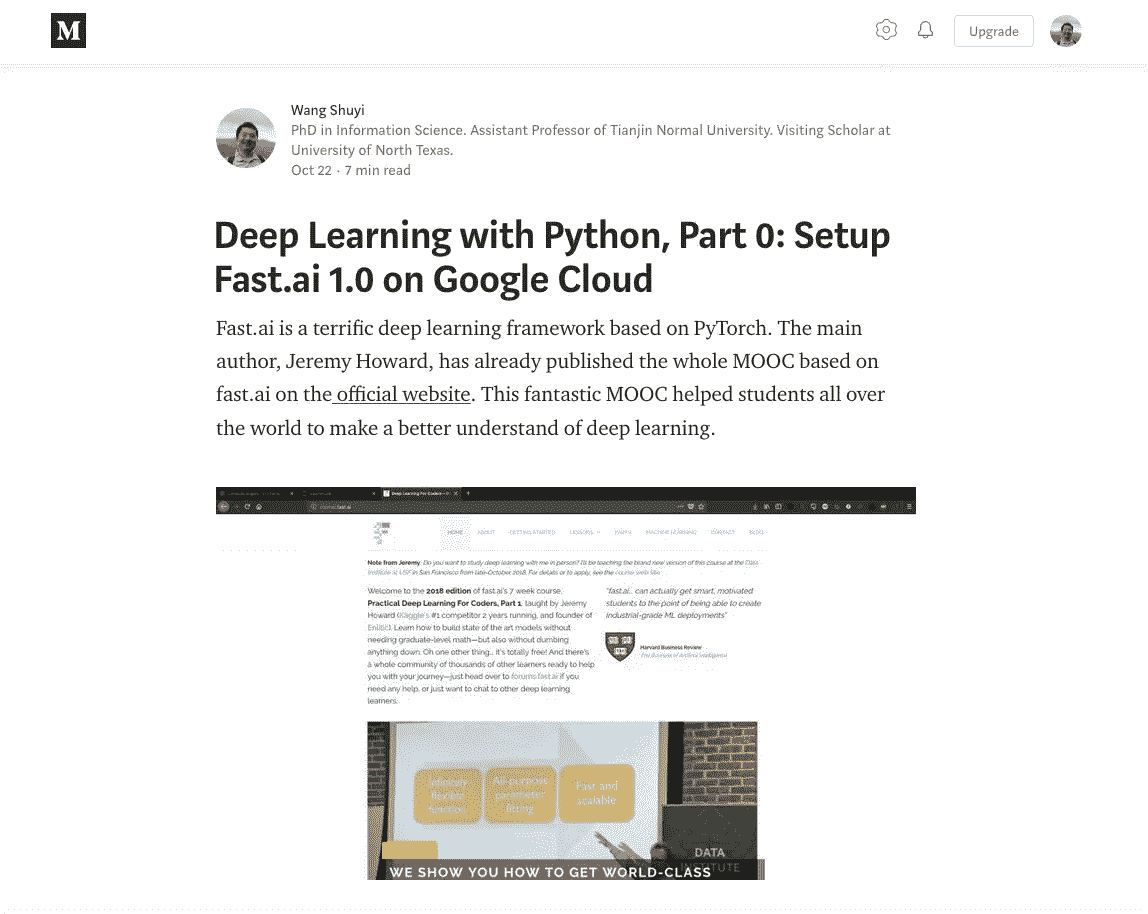 M
Upgrade
Wang Shuyi
PhD in Information Science. Assistant Professor of Tianjin Normal University. Visiting Scholar at
University of North Texas.
Oct 22 · 7 min read
Deep Learning with Python, Part 0: Setup
Fast.ai 1.0 on Google Cloud
Fast.ai is a terrific deep learning framework based on PyTorch. The main
author, Jeremy Howard, has already published the whole MOOC based on
fast.ai on the official website. This fantastic MOOC helped students all over
the world to make a better understand of deep learning.
Deep Learning For Coders
HOME ABOUT GETTING STARTED LESSONS PART 2 MACHINE LEARNING CONTACT BLOG
Note from Jeremy: Do you want to study deep learning with me in person? I'll be teaching the brand new version of this course at the Data
Institute at USF in San Francisco from late-October 2018. For details or to apply, see the course web site.
Welcome to the 2018 edition of fast.ai's 7 week course,
Practical Deep Learning For Coders, Part 1, taught by Jeremy
Howard (Kaggle's #1 competitor 2 years running, and founder of
Enlitic). Learn how to build state of the art models without
needing graduate-level math—but also without dumbing
anything down. Oh one other thing... it's totally free! And there's
a whole community of thousands of other learners ready to help
you with your journey—just head over to forums.fast.ai if you
need any help, or just want to chat to other deep learning
learners.
"fast.ai.. can actually get smart, motivated
students to the point of being able to create
industrial-grade ML deployments"
Harvard Business Review
The Business of Artificial Intelligence
Infinitely flexible function
All-purpose parameter fitting
Fast and scalable
DATA
INSTITUTE
WE SHOW YOU HOW TO GET WORLD-CLASS